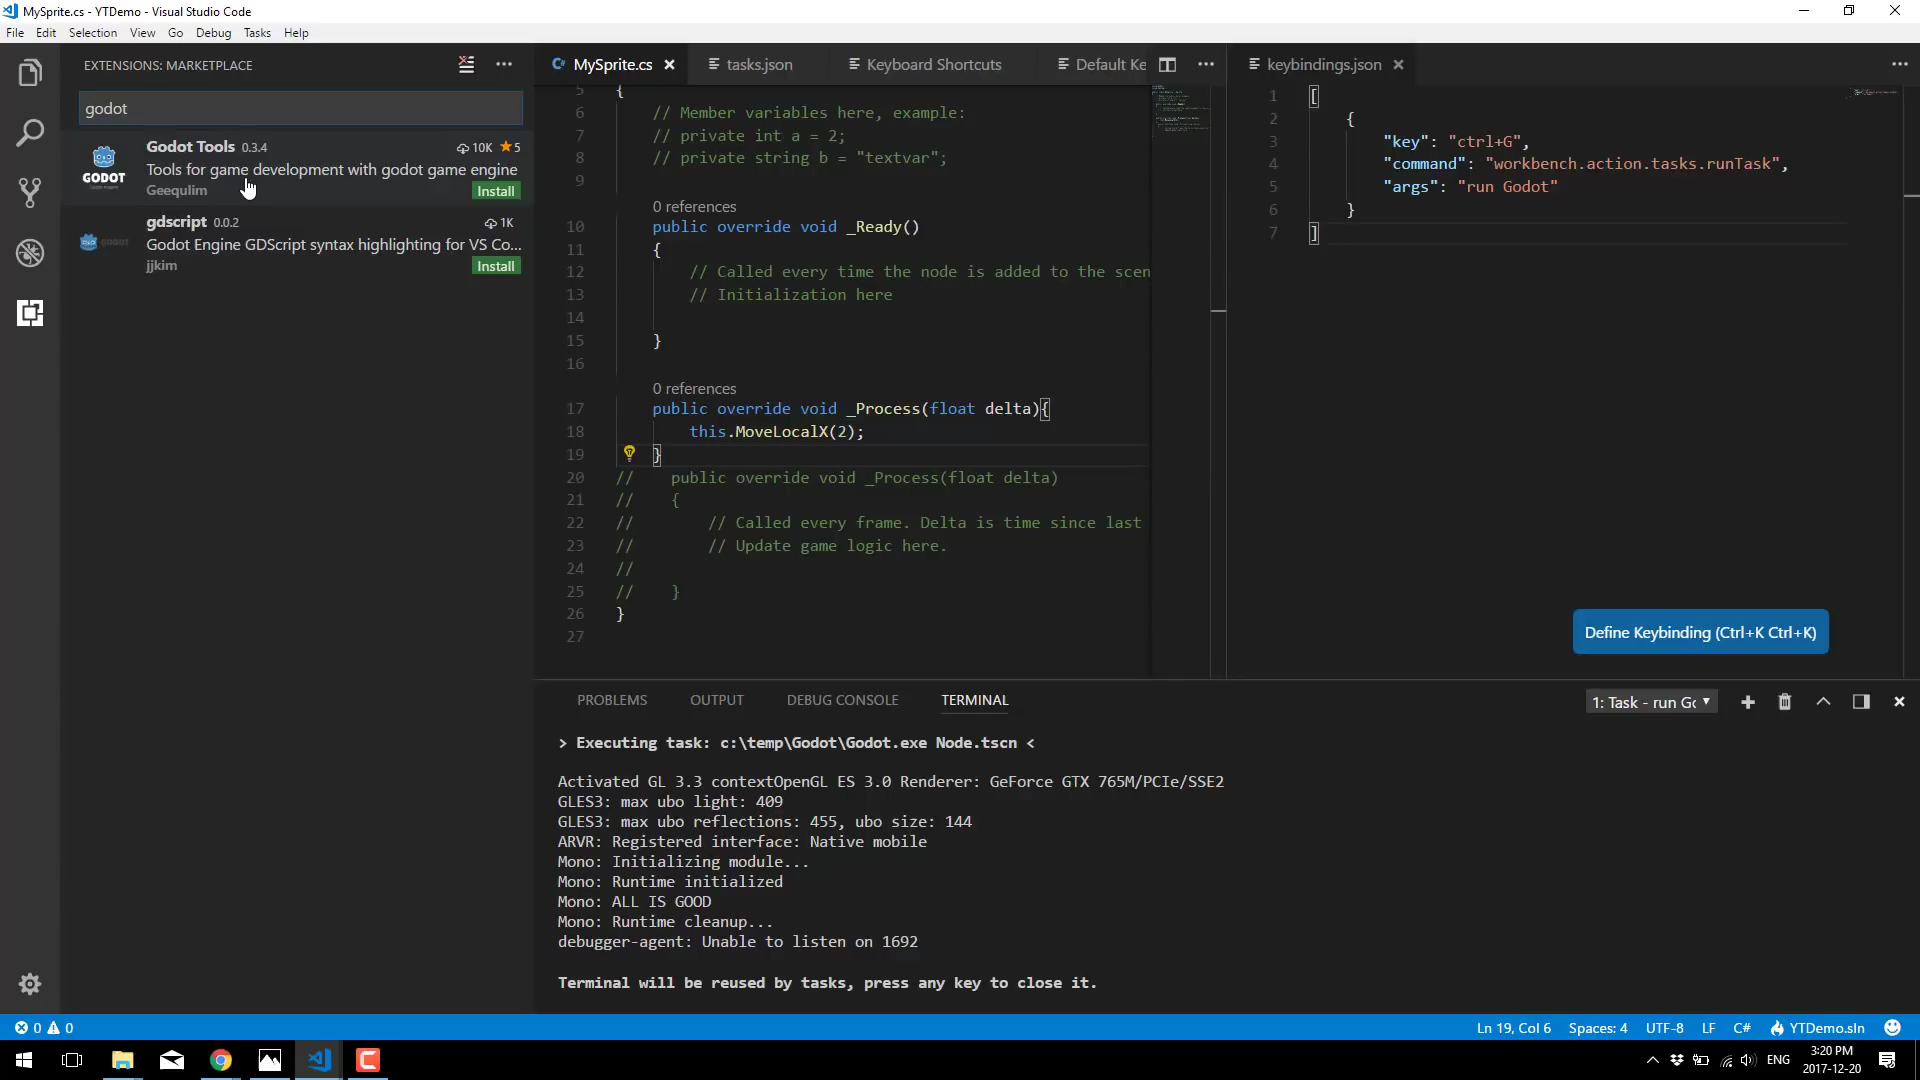 MySprite.cs - YTDemo - Visual Studio Code
File Edit Selection View Go Debug Tasks Help
EXTENSIONS: MARKETPLACE
godot
Godot Tools 0.3.4 10K 5
Tools for game development with godot game engine
Geequlim Install
GODOT
gdscript 0.0.2 1K
Godot Engine GDScript syntax highlighting for VS Co...
jjkim Install
MySprite.cs tasks.json Keyboard Shortcuts Default Ke
5 {
6 // Member variables here, example:
7 // private int a = 2;
8 // private string b = "textvar";
9
0 references
10 public override void _Ready()
11 {
12 // Called every time the node is added to the scen
13 // Initialization here
14
15 }
16
0 references
17 public override void _Process(float delta){
18 this.MoveLocalX(2);
19 }
20 // public override void _Process(float delta)
21 // {
22 // // Called every frame. Delta is time since last
23 // // Update game logic here.
24 //
25 // }
26 }
27
keybindings.json
1 [
2 {
3 "key": "ctrl+G",
4 "command": "workbench.action.tasks.runTask",
5 "args": "run Godot"
6 }
7 ]
Define Keybinding (Ctrl+K Ctrl+K)
PROBLEMS OUTPUT DEBUG CONSOLE TERMINAL
1: Task - run Go
> Executing task: c:\temp\Godot\Godot.exe Node.tscn <
Activated GL 3.3 contextOpenGL ES 3.0 Renderer: GeForce GTX 765M/PCIe/SSE2
GLES3: max ubo light: 409
GLES3: max ubo reflections: 455, ubo size: 144
ARVR: Registered interface: Native mobile
Mono: Initializing module...
Mono: Runtime initialized
Mono: ALL IS GOOD
Mono: Runtime cleanup...
debugger-agent: Unable to listen on 1692
Terminal will be reused by tasks, press any key to close it.
0 0
Ln 19, Col 6 Spaces: 4 UTF-8 LF C# YTDemo.sln
ENG
3:20 PM
2017-12-20